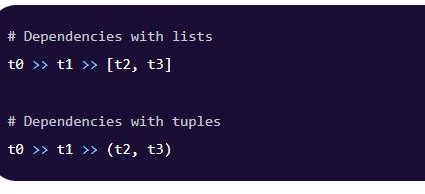 # Dependencies with lists
t0 >> t1 >> [t2, t3]
# Dependencies with tuples
t0 >> t1 >> (t2, t3)